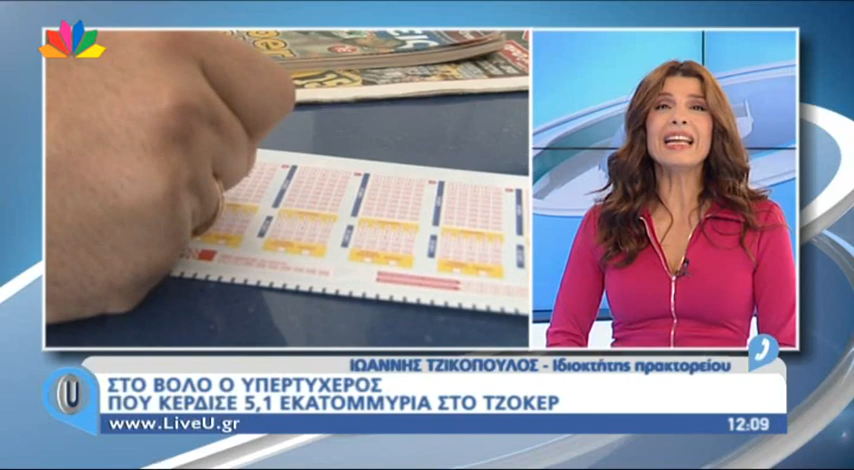 ΙΩΑΝΝΗΣ ΤΖΙΚΟΠΟΥΛΟΣ - Ιδιοκτήτης πρακτορείου
ΣΤΟ ΒΟΛΟ Ο ΥΠΕΡΤΥΧΕΡΟΣ
ΠΟΥ ΚΕΡΔΙΣΕ 5,1 ΕΚΑΤΟΜΜΥΡΙΑ ΣΤΟ ΤΖΟΚΕΡ
U
www.LiveU.gr
12:09